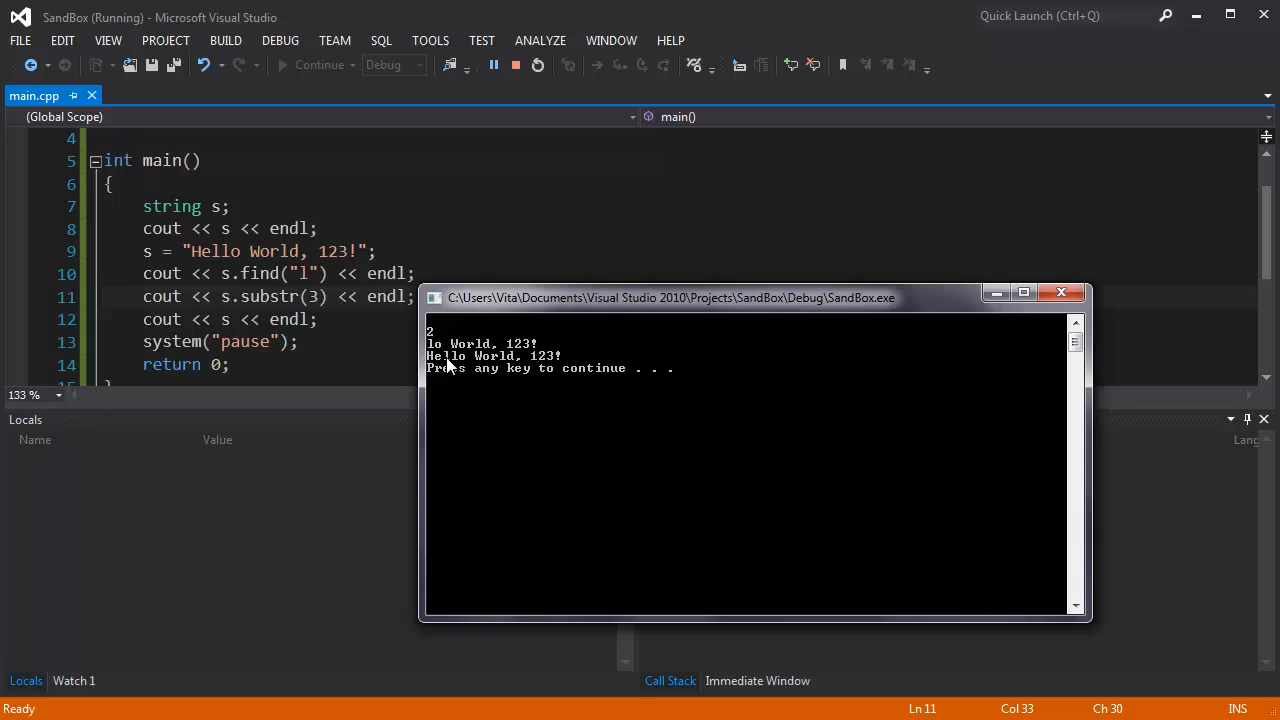 SandBox (Running) - Microsoft Visual Studio
Quick Launch (Ctrl+Q)
FILE EDIT VIEW PROJECT BUILD DEBUG TEAM SQL TOOLS TEST ANALYZE WINDOW HELP
Continue Debug
main.cpp
(Global Scope) main()
4
5 int main()
6 {
7 string s;
8 cout << s << endl;
9 s = "Hello World, 123!";
10 cout << s.find("l") << endl;
11 cout << s.substr(3) << endl;
12 cout << s << endl;
13 system("pause");
14 return 0;
C:\Users\Vita\Documents\Visual Studio 2010\Projects\SandBox\Debug\SandBox.exe
2
lo World, 123!
Hello World, 123!
Press any key to continue . . .
133 %
Locals
Name Value Lang
Locals Watch 1 Call Stack Immediate Window
Ready Ln 11 Col 33 Ch 30 INS